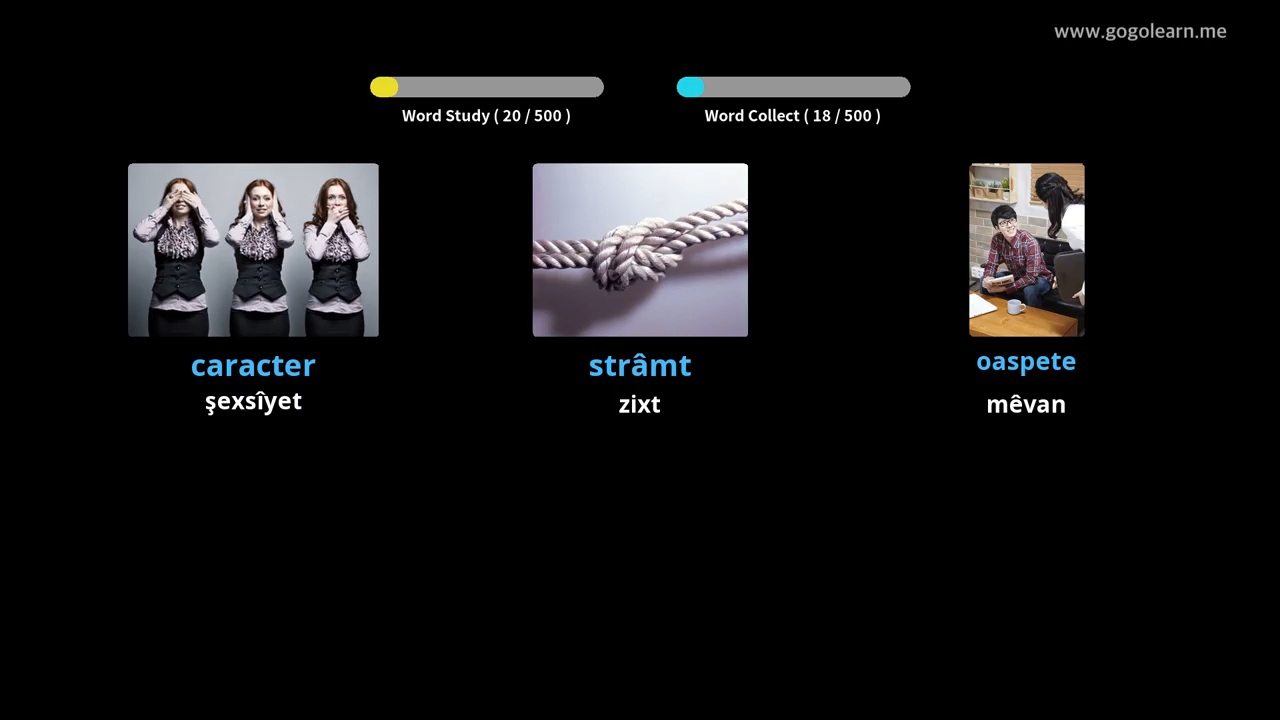 www.gogolearn.me
Word Study ( 20 / 500 )
Word Collect ( 18 / 500 )
caracter
strâmt
oaspete
şexsîyet
zixt
mêvan